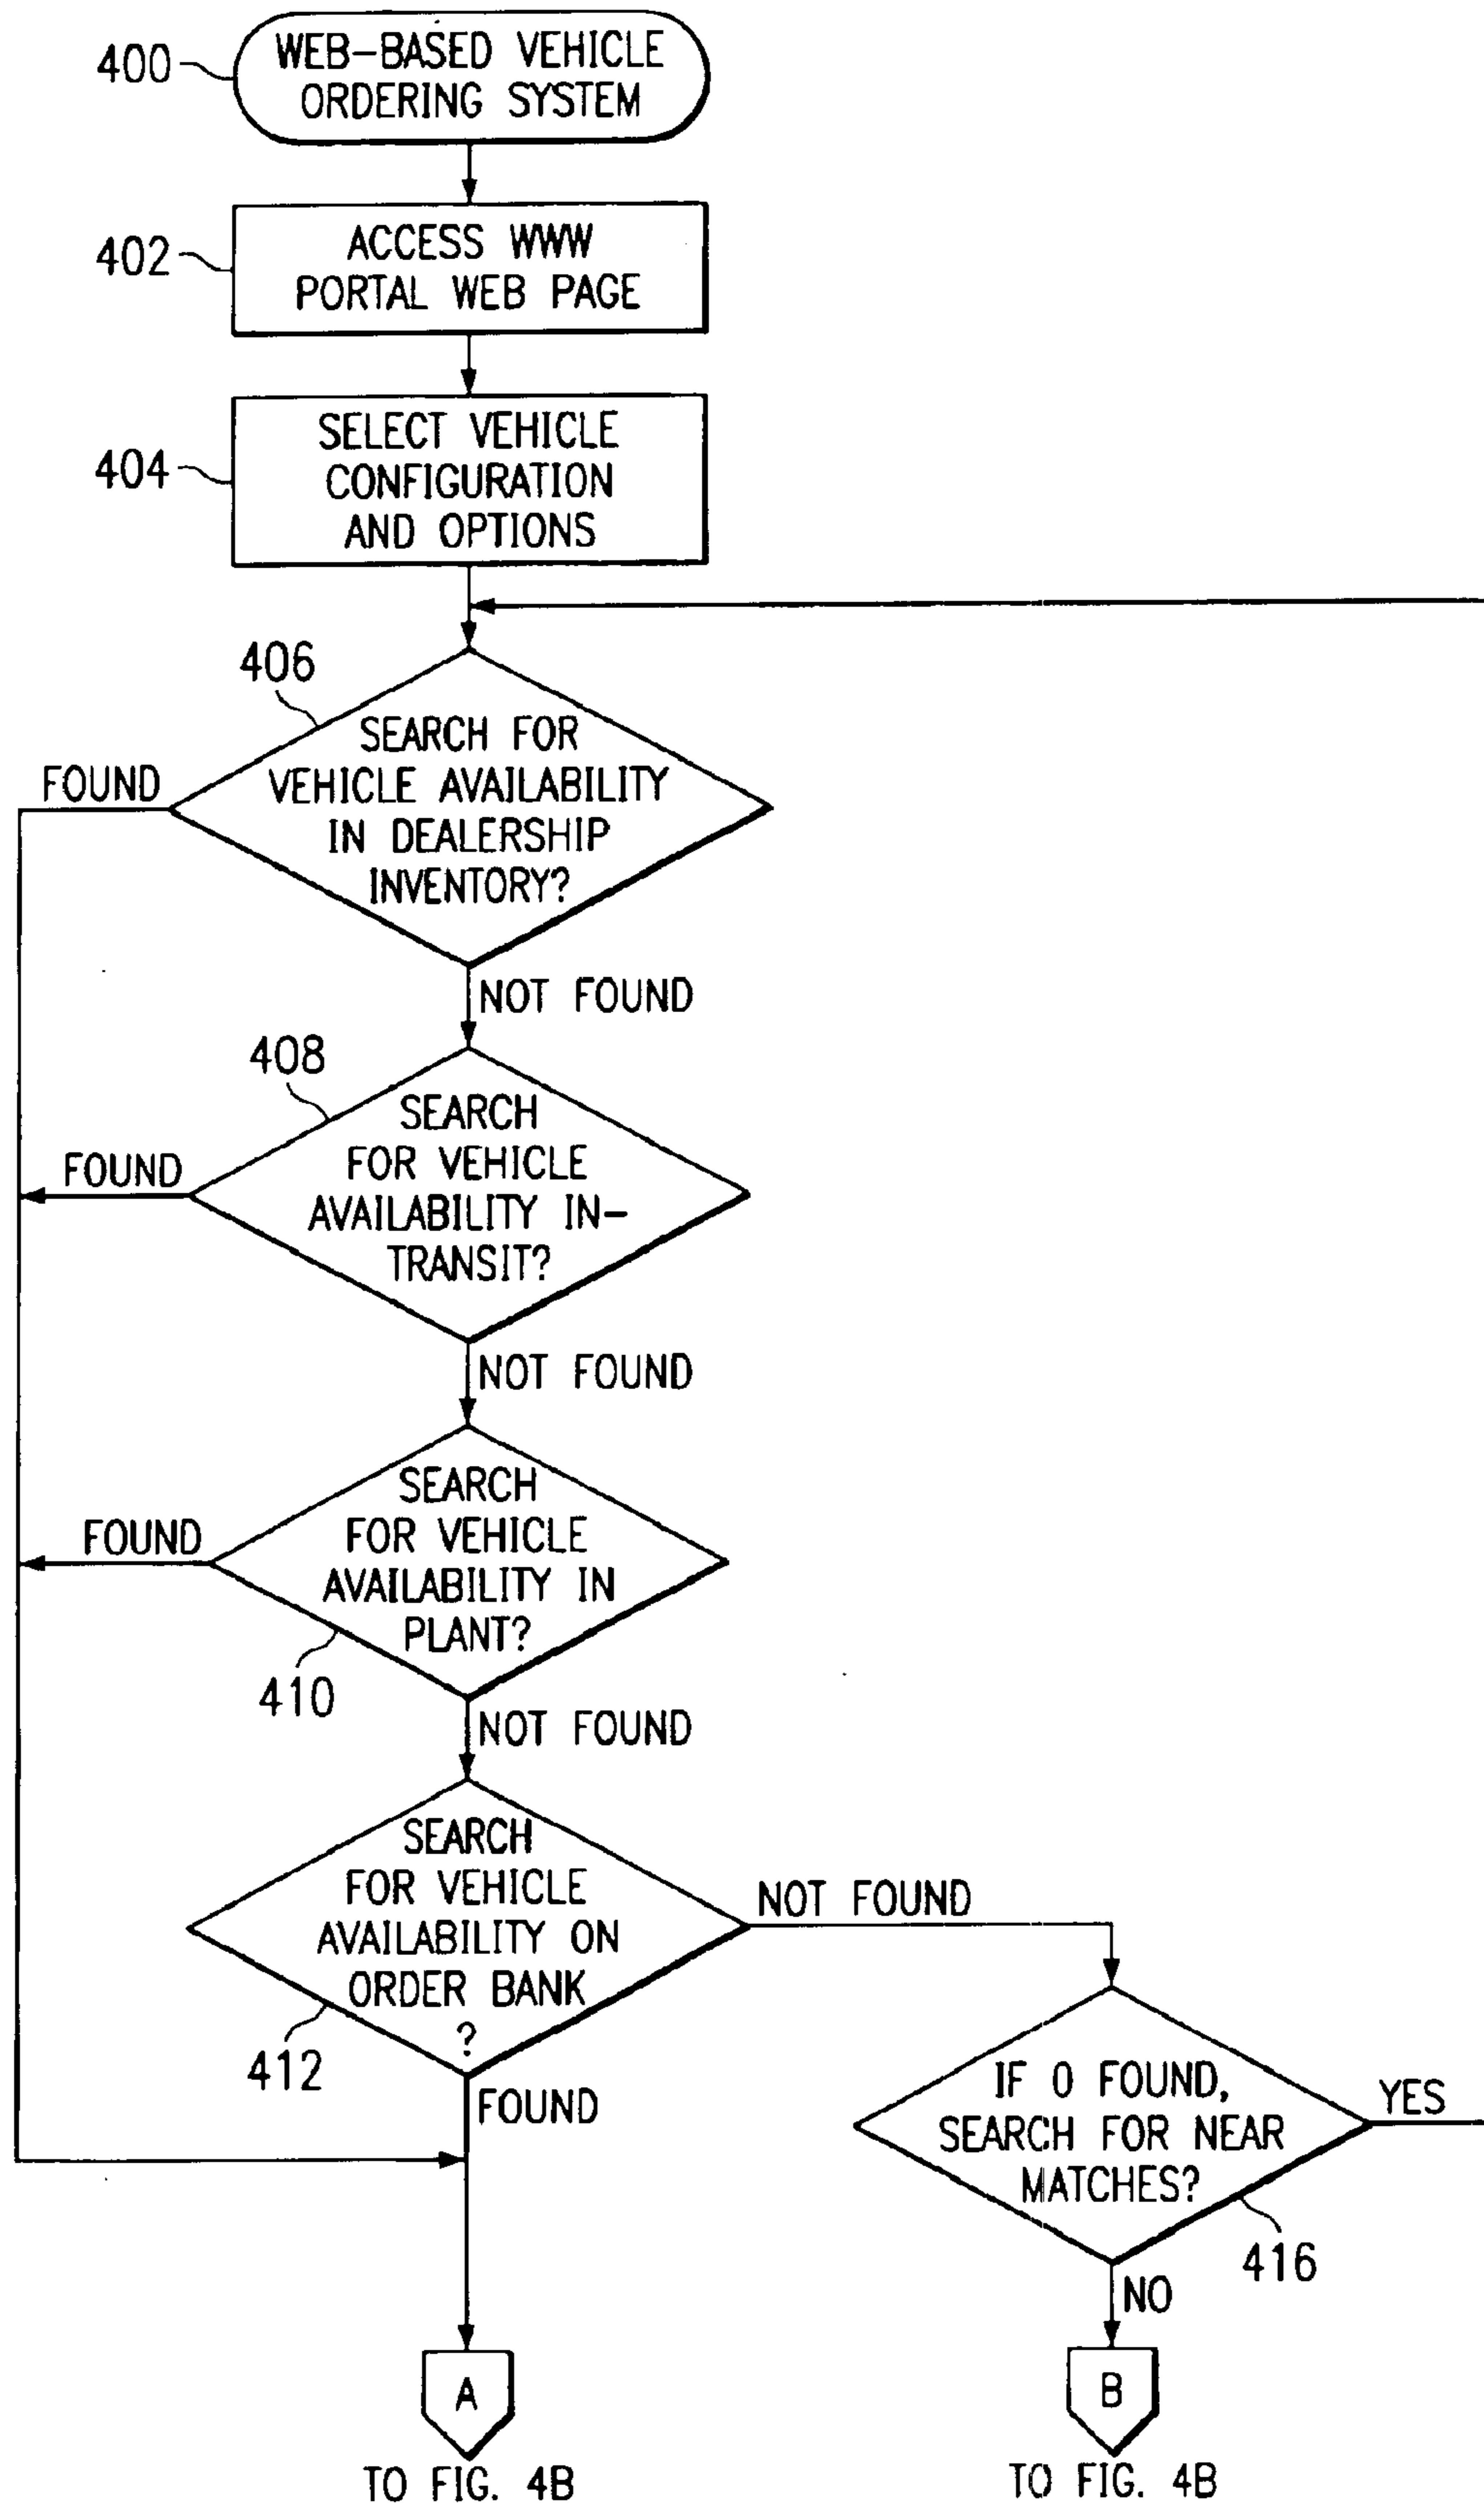 400
WEB-BASED VEHICLE
ORDERING SYSTEM
402
ACCESS WWW
PORTAL WEB PAGE
404
SELECT VEHICLE
CONFIGURATION
AND OPTIONS
406
SEARCH FOR
VEHICLE AVAILABILITY
IN DEALERSHIP
INVENTORY?
FOUND
NOT FOUND
408
SEARCH
FOR VEHICLE
AVAILABILITY IN-
TRANSIT?
FOUND
NOT FOUND
SEARCH
FOR VEHICLE
AVAILABILITY IN
PLANT?
FOUND
410
NOT FOUND
SEARCH
FOR VEHICLE
AVAILABILITY ON
ORDER BANK
?
NOT FOUND
412
FOUND
IF 0 FOUND,
SEARCH FOR NEAR
MATCHES?
YES
416
NO
A
B
TO FIG. 4B
TO FIG. 4B